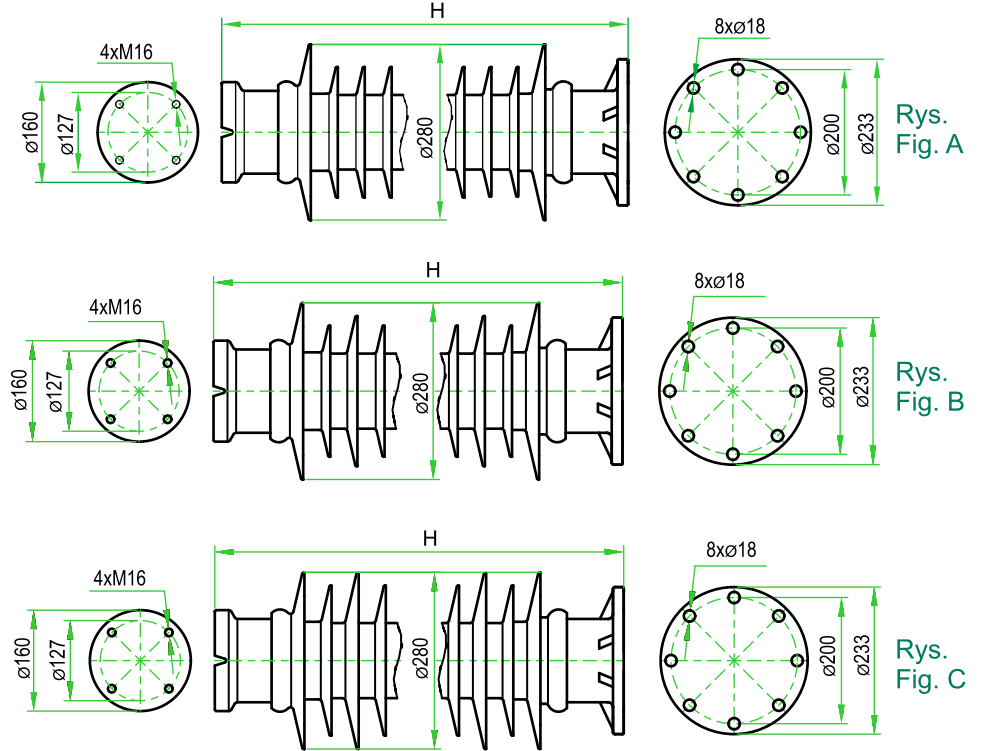 H
4xM16
8xø18
Ø160
Ø127
Ø280
Ø200
Ø233
Rys.
Fig. A
H
4xM16
8xø18
Ø160
Ø127
Ø280
Ø200
Ø233
Rys.
Fig. B
H
4xM16
8xø18
Ø160
Ø127
Ø280
Ø200
Ø233
Rys.
Fig. C